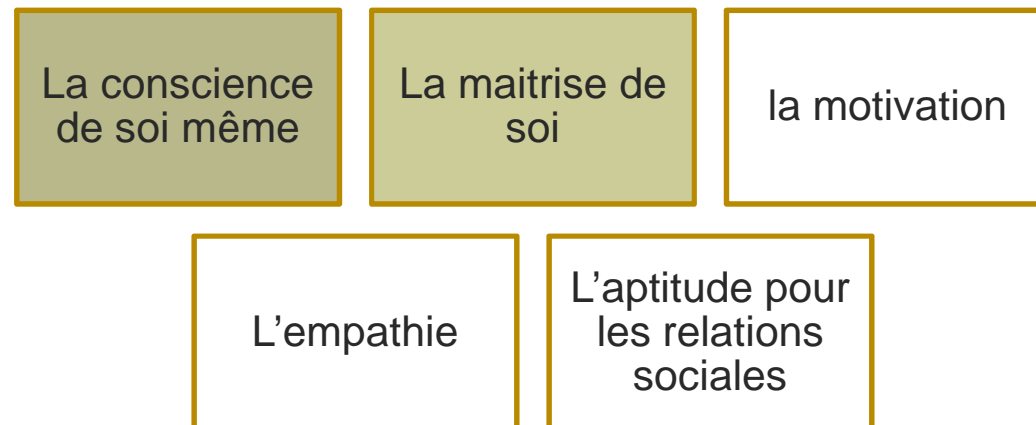 La conscience
de soi même
La maitrise de
soi
la motivation
L’empathie
L’aptitude pour
les relations
sociales